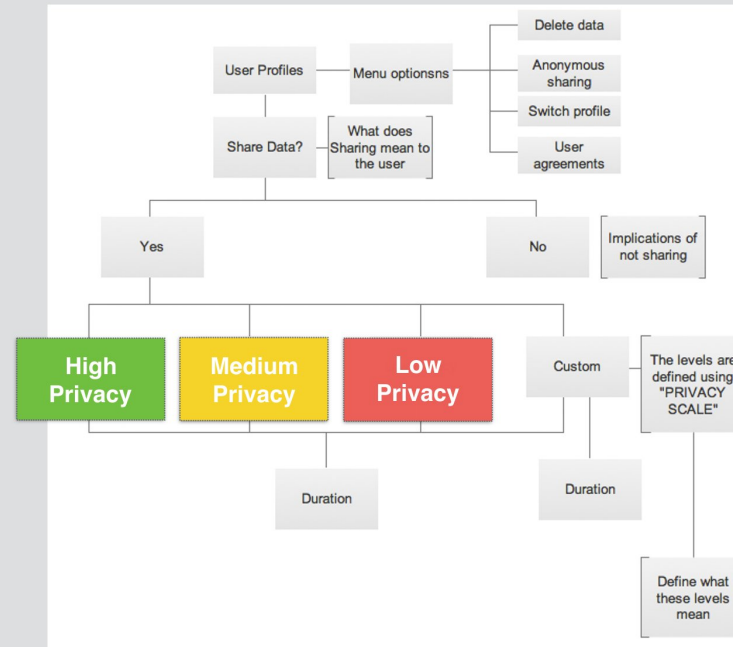 Delete data
User Profiles
Menu optionsns
Anonymous
sharing
Switch profile
User
agreements
Share Data?
What does
Sharing mean to
the user
Yes
No
Implications of
not sharing
High
Privacy
Medium
Privacy
Low
Privacy
Custom
The levels are
defined using
"PRIVACY
SCALE"
Duration
Duration
Define what
these levels
mean